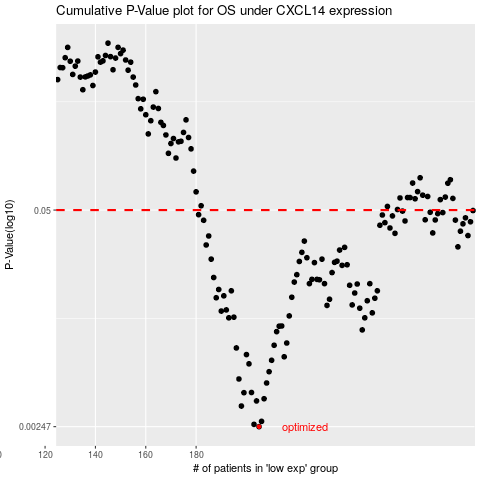 Cumulative P-Value plot for OS under CXCL14 expression
P-Value(log10)
0.05
0.00247
optimized
0 120 140 160 180
# of patients in 'low exp' group